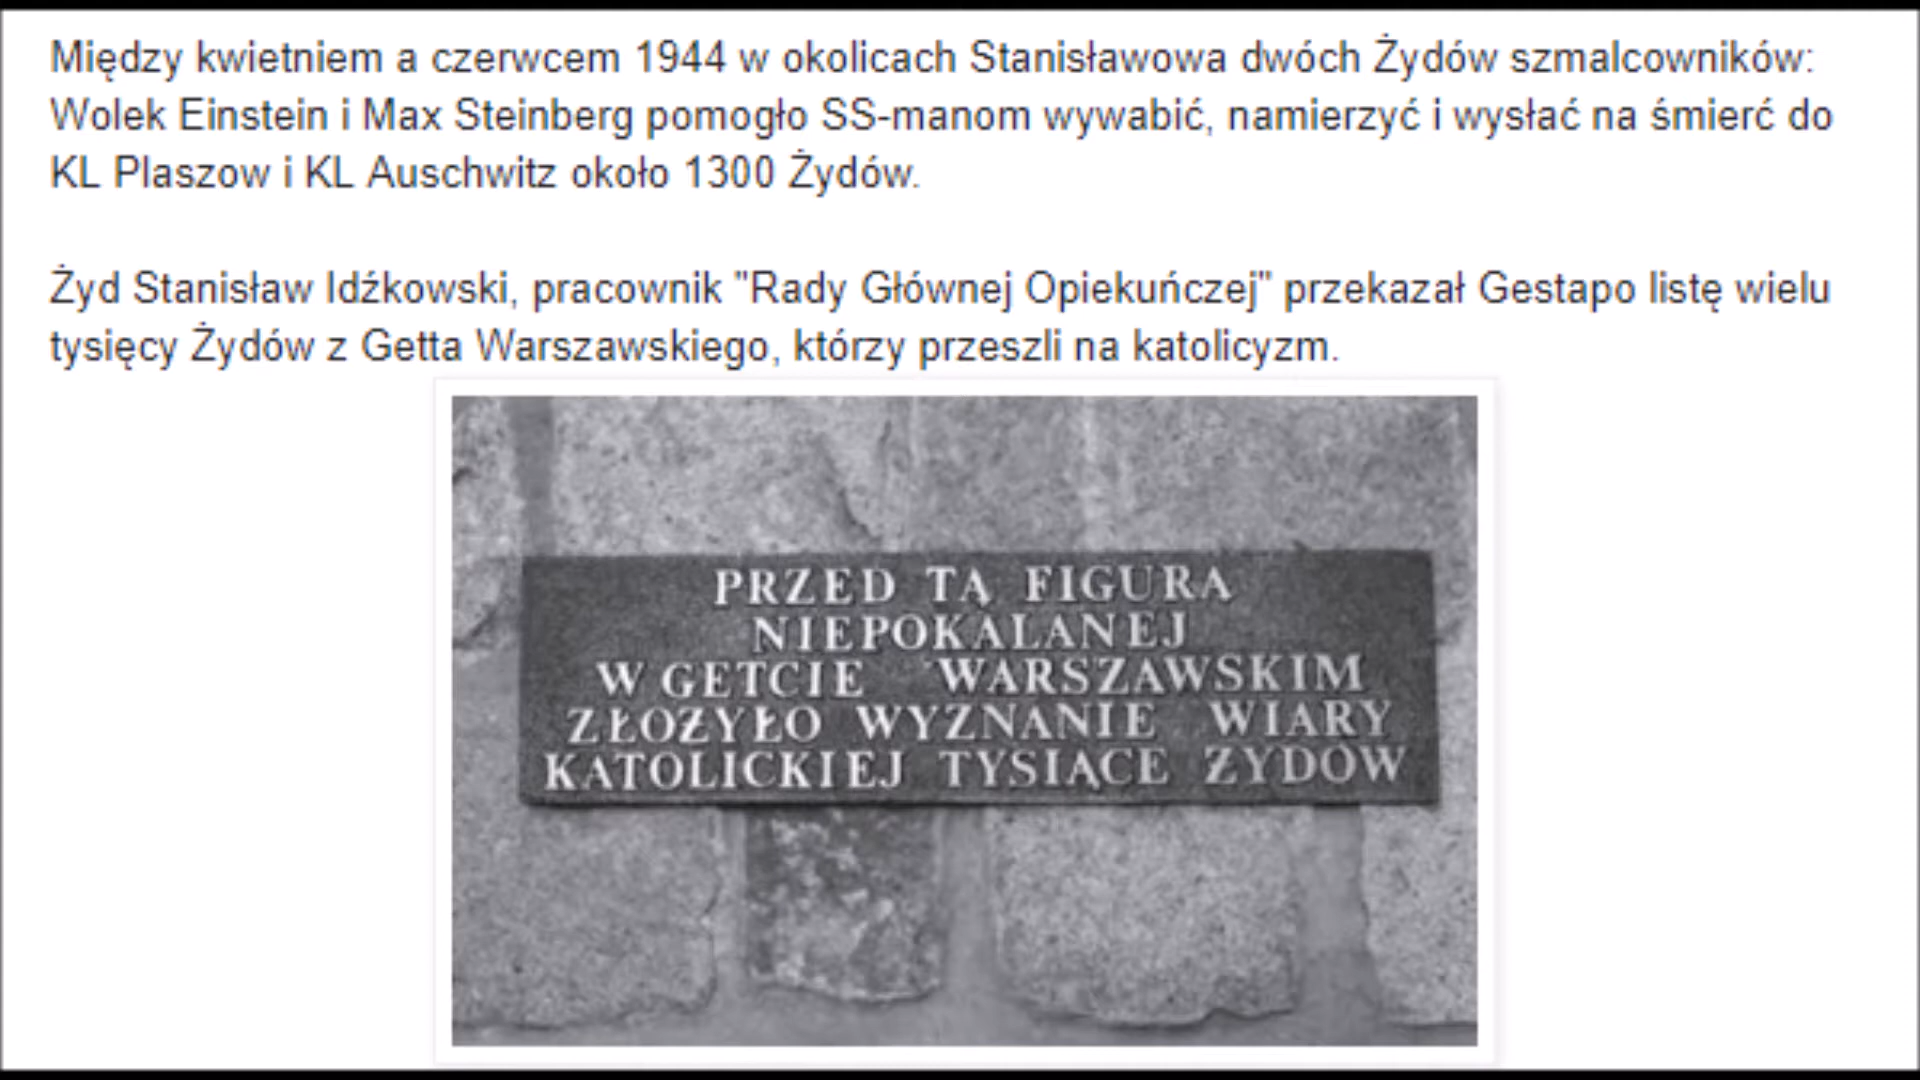 Między kwietniem a czerwcem 1944 w okolicach Stanisławowa dwóch Żydów szmalcowników:
Wolek Einstein i Max Steinberg pomogło SS-manom wywabić, namierzyć i wysłać na śmierć do
KL Plaszow i KL Auschwitz około 1300 Żydów.
Żyd Stanisław Idźkowski, pracownik "Rady Głównej Opiekuńczej" przekazał Gestapo listę wielu
tysięcy Żydów z Getta Warszawskiego, którzy przeszli na katolicyzm.
PRZED TĄ FIGURA
NIEPOKALANEJ
W GETCIE WARSZAWSKIM
ZŁOŻYŁO WYZNANIE WIARY
KATOLICKIEJ TYSIĄCE ŻYDÓW